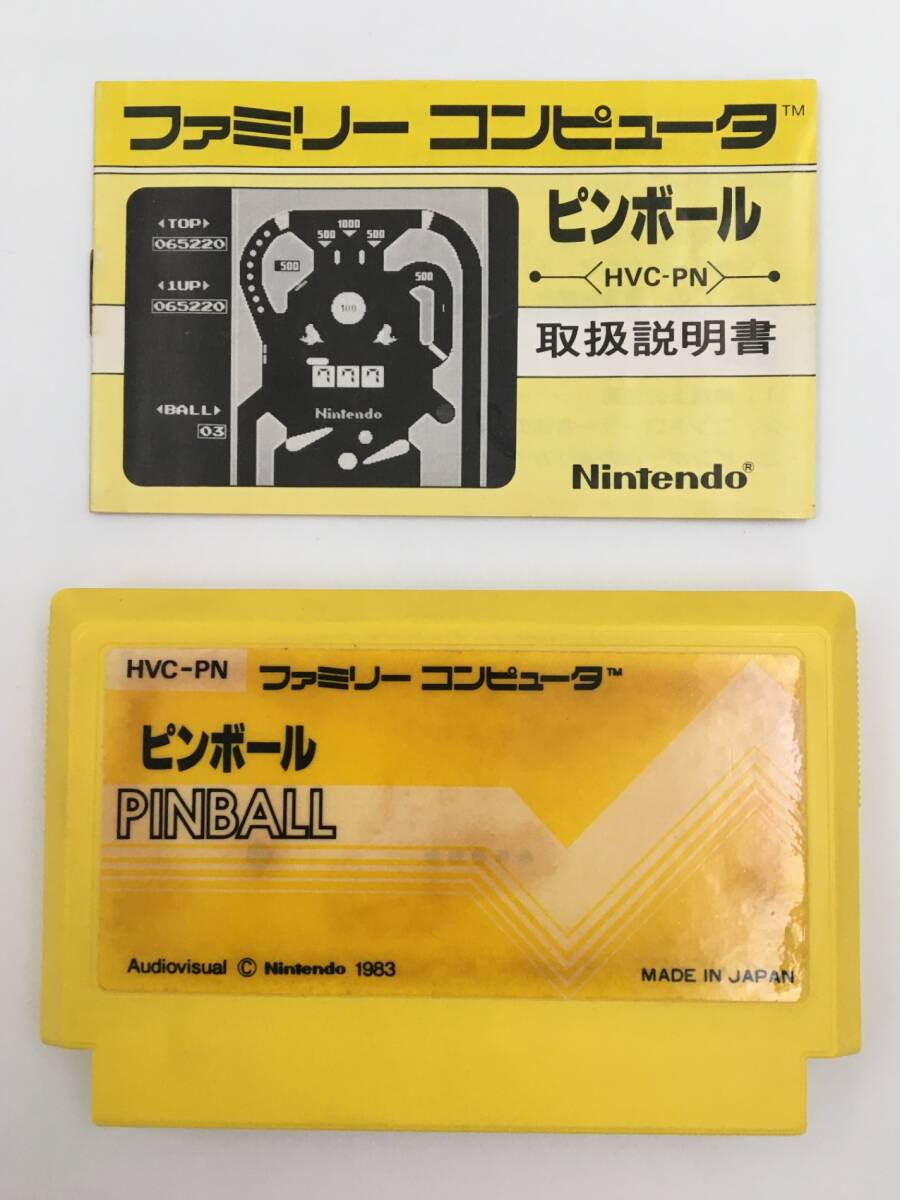 ファミリー コンピュータ™
ピンボール
HVC-PN
取扱説明書
Nintendo®
TOP
065220
1UP
065220
BALL
03
1000
500 500
500
500
100
777
Nintendo
HVC-PN ファミリー コンピュータ™
ピンボール
PINBALL
Audiovisual © Nintendo 1983
MADE IN JAPAN